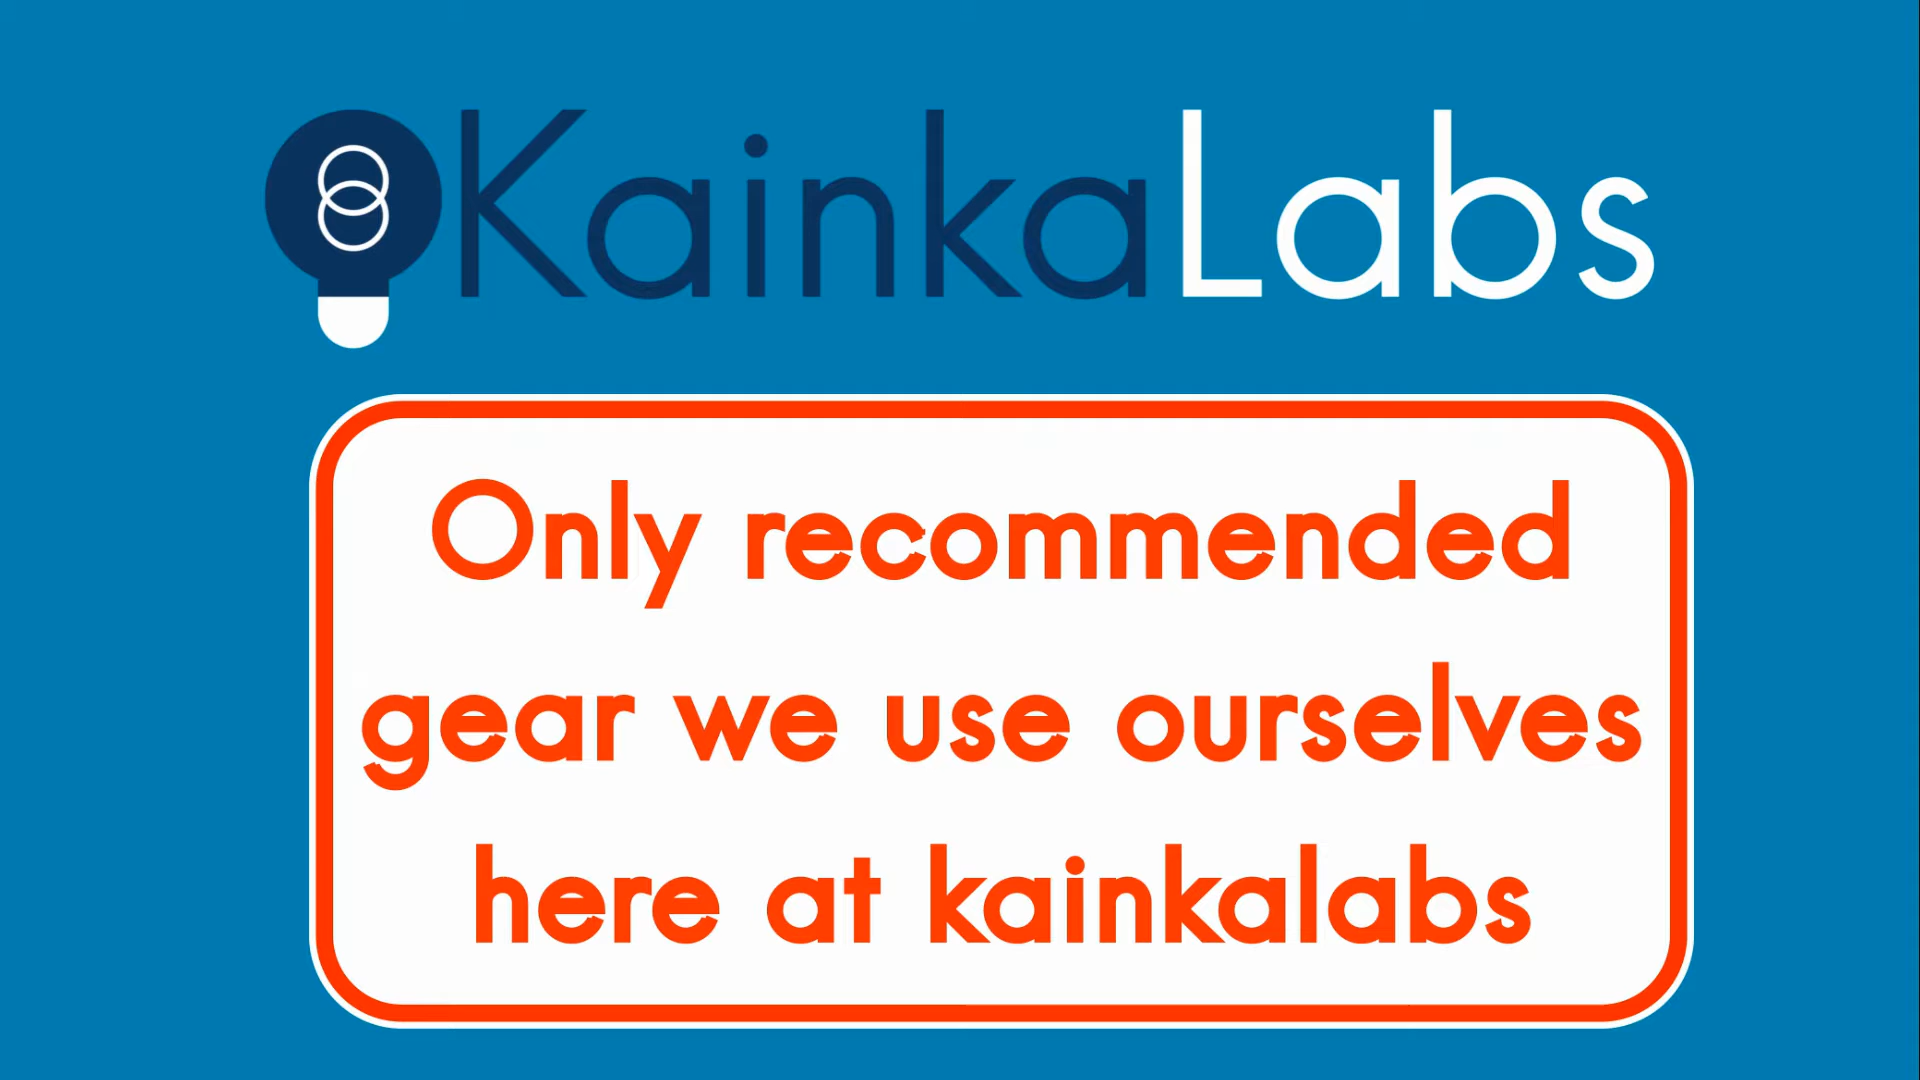 KainkaLabs
Only recommended
gear we use ourselves
here at kainkalabs